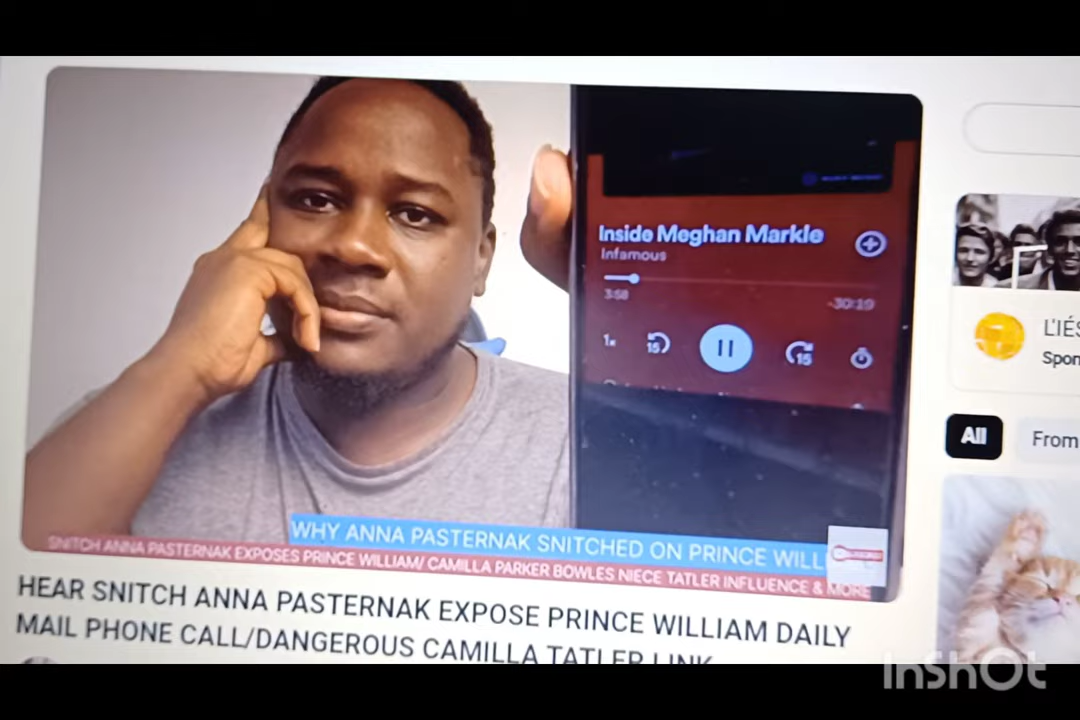 Inside Meghan Markle
Infamous
3:58
-30:19
1x
15
15
L'IÉS
Spon
All
From
WHY ANNA PASTERNAK SNITCHED ON PRINCE WILL
SNITCH ANNA PASTERNAK EXPOSES PRINCE WILLIAM/ CAMILLA PARKER BOWLES NIECE TATLER INFLUENCE & MORE
HEAR SNITCH ANNA PASTERNAK EXPOSE PRINCE WILLIAM DAILY
MAIL PHONE CALL/DANGEROUS CAMILLA TATLER LINK
InShOt